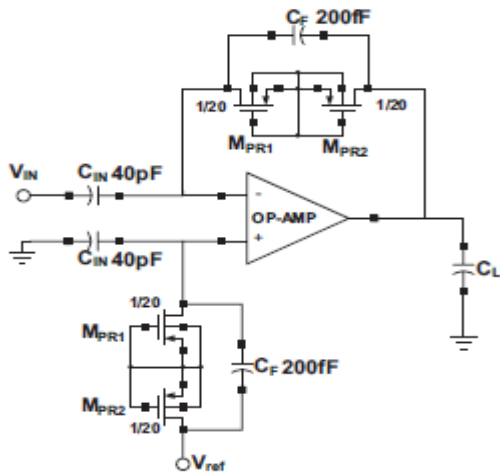 CF 200fF
1/20
1/20
MPR1
MPR2
VIN
CIN 40pF
-
OP-AMP
+
CIN 40pF
CL
1/20
MPR1
CF 200fF
MPR2
1/20
Vref